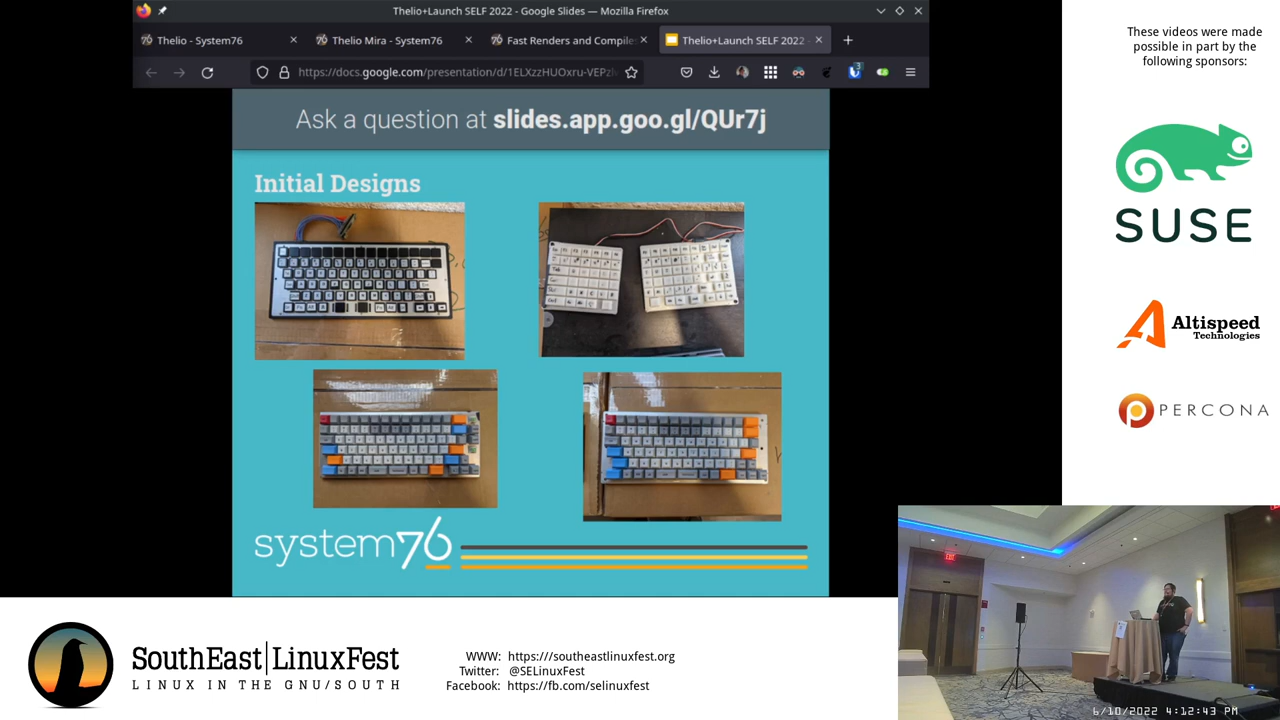 Thelio+Launch SELF 2022 - Google Slides — Mozilla Firefox
Thelio - System76
Thelio Mira - System76
Fast Renders and Compiles
Thelio+Launch SELF 2022 -
https://docs.google.com/presentation/d/1ELXzzHUOxru-VEPzl
3
Ask a question at slides.app.goo.gl/QUr7j
Initial Designs
system76
These videos were made
possible in part by the
following sponsors:
SUSE
Altispeed
Technologies
PERCONA
SouthEast LinuxFest
LINUX IN THE GNU/SOUTH
WWW: https:///southeastlinuxfest.org
Twitter: @SELinuxFest
Facebook: https://fb.com/selinuxfest
EXIT
6/10/2022 4:12:43 PM